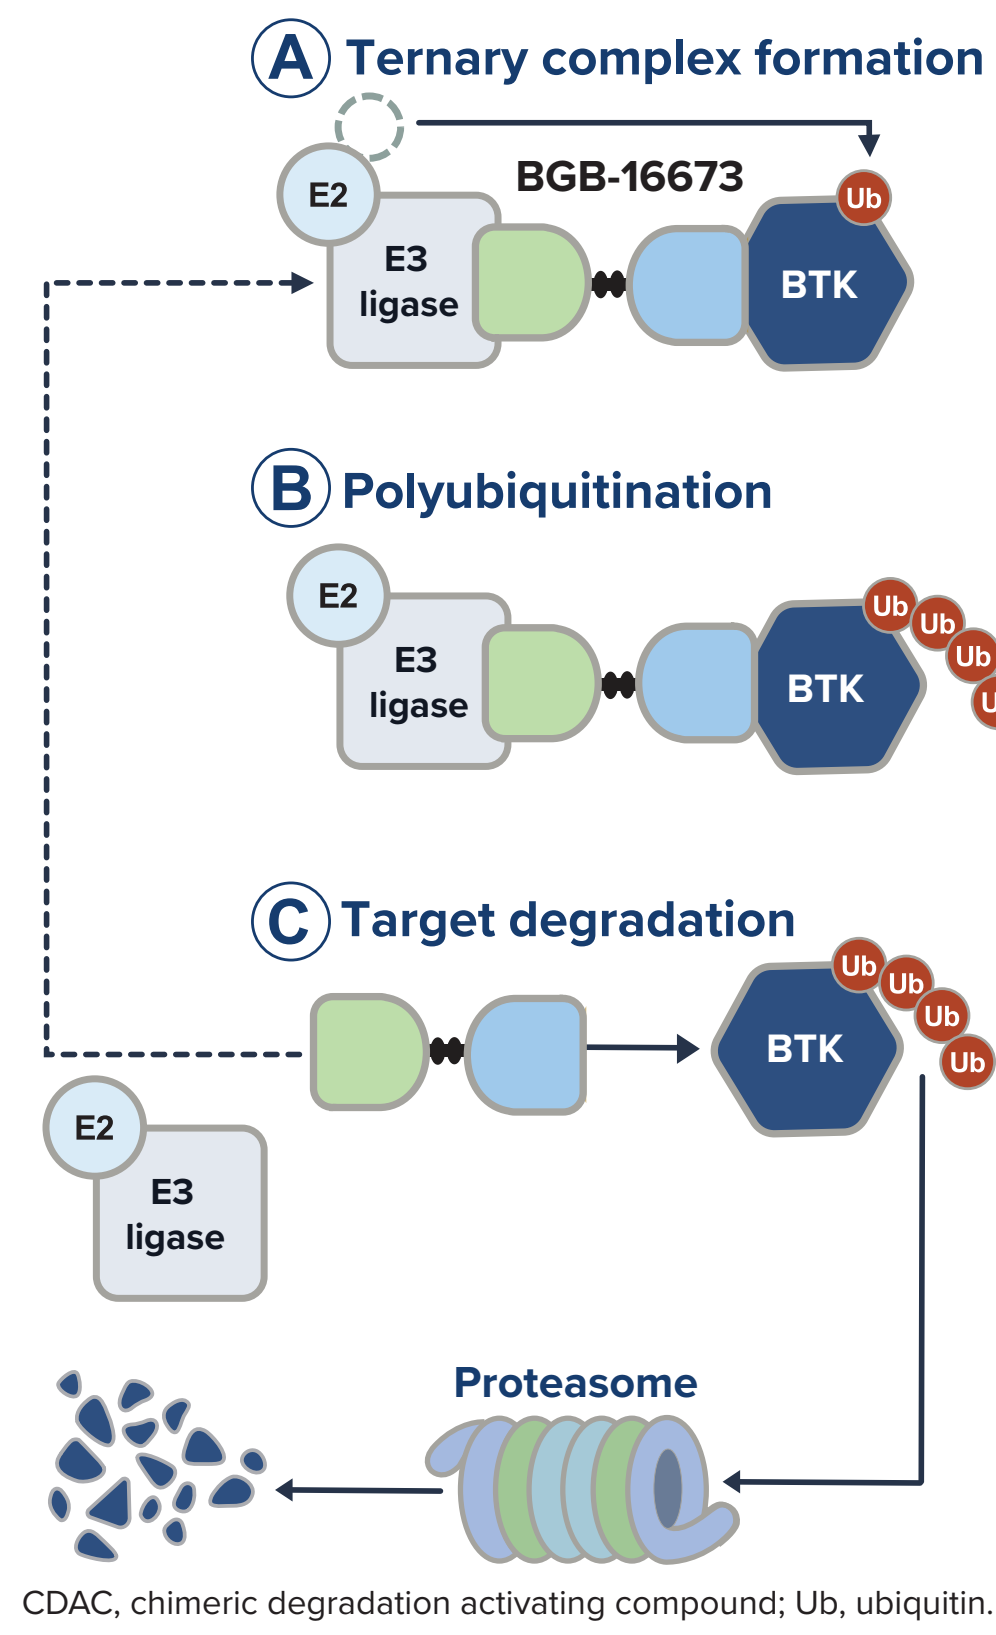 A Ternary complex formation
BGB-16673
E2
Ub
E3
ligase
BTK
B Polyubiquitination
E2
Ub
Ub
Ub
E3
ligase
BTK
C Target degradation
Ub
Ub
Ub
Ub
BTK
E2
E3
ligase
Proteasome
CDAC, chimeric degradation activating compound; Ub, ubiquitin.